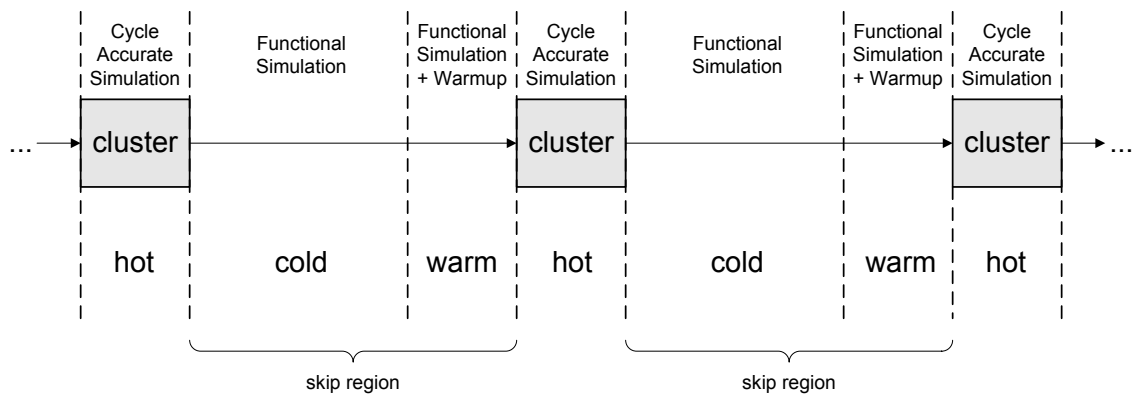 Cycle
Accurate
Simulation
Functional
Simulation
Functional
Simulation
+ Warmup
Cycle
Accurate
Simulation
Functional
Simulation
Functional
Simulation
+ Warmup
Cycle
Accurate
Simulation
...
cluster
cluster
cluster
...
hot
cold
warm
hot
cold
warm
hot
skip region
skip region